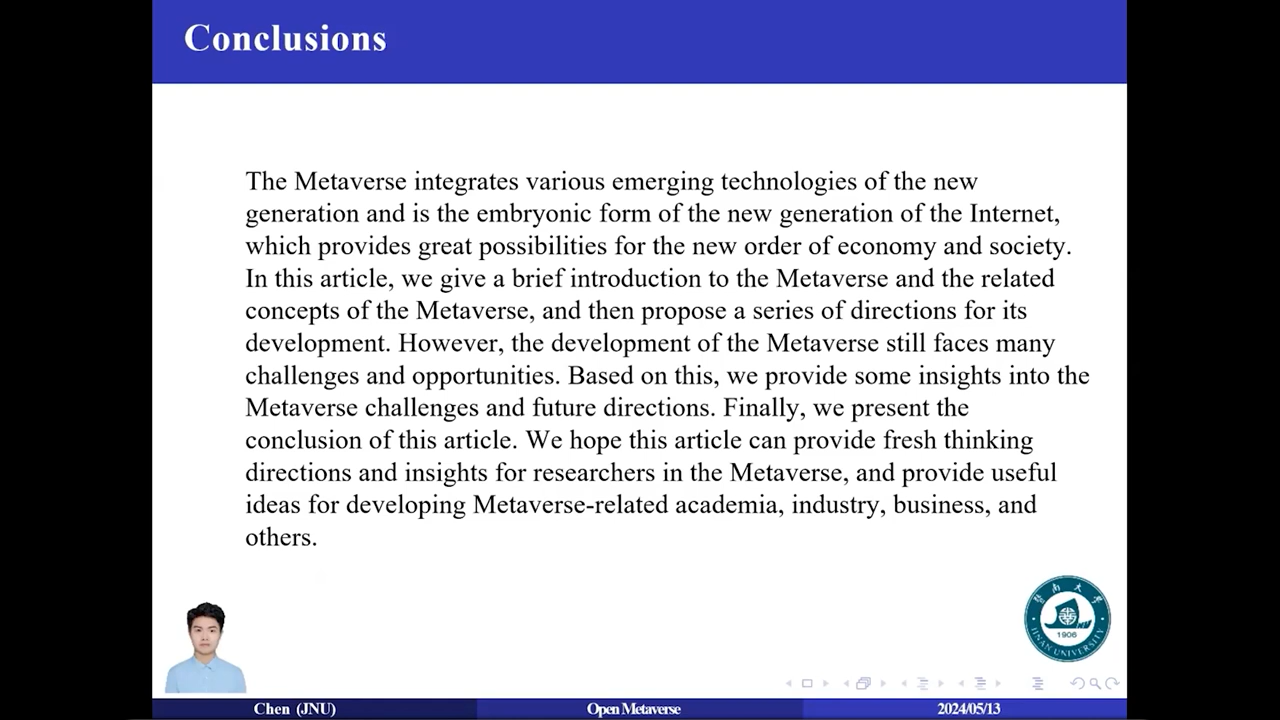 Conclusions
The Metaverse integrates various emerging technologies of the new
generation and is the embryonic form of the new generation of the Internet,
which provides great possibilities for the new order of economy and society.
In this article, we give a brief introduction to the Metaverse and the related
concepts of the Metaverse, and then propose a series of directions for its
development. However, the development of the Metaverse still faces many
challenges and opportunities. Based on this, we provide some insights into the
Metaverse challenges and future directions. Finally, we present the
conclusion of this article. We hope this article can provide fresh thinking
directions and insights for researchers in the Metaverse, and provide useful
ideas for developing Metaverse-related academia, industry, business, and
others.
暨南大学
1906
JINAN UNIVERSITY
Chen (JNU) Open Metaverse 2024/05/13